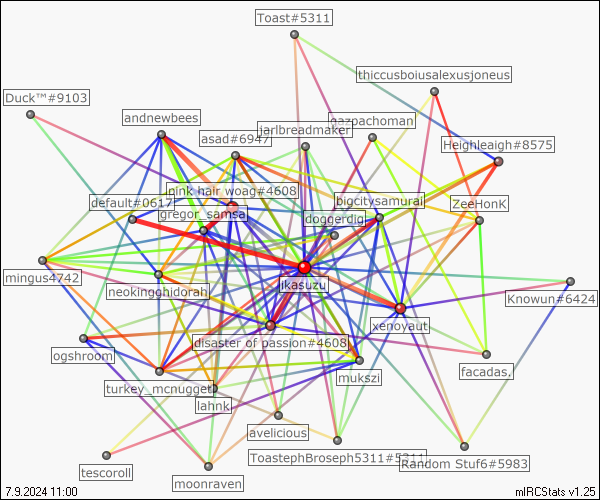 Toast#5311
thiccusboiusalexusjoneus
Duck™#9103
andnewbees
gazpachoman
jarlbreadmaker
asad#6947
Heighleigh#8575
pink hair woag#4608
default#0617
bigcitysamurai
ZeeHonK
gregor_samsa
doggerdig
mingus4742
neokingghidorah
ikasuzu
Knowun#6424
xenoyaut
disaster of passion#4608
ogshroom
mukszi
facadas.
turkey_mcnugget
lahnk
avelicious
ToastephBroseph5311#5311
Random Stuf6#5983
tescoroll
moonraven
7.9.2024 11:00
mIRCStats v1.25